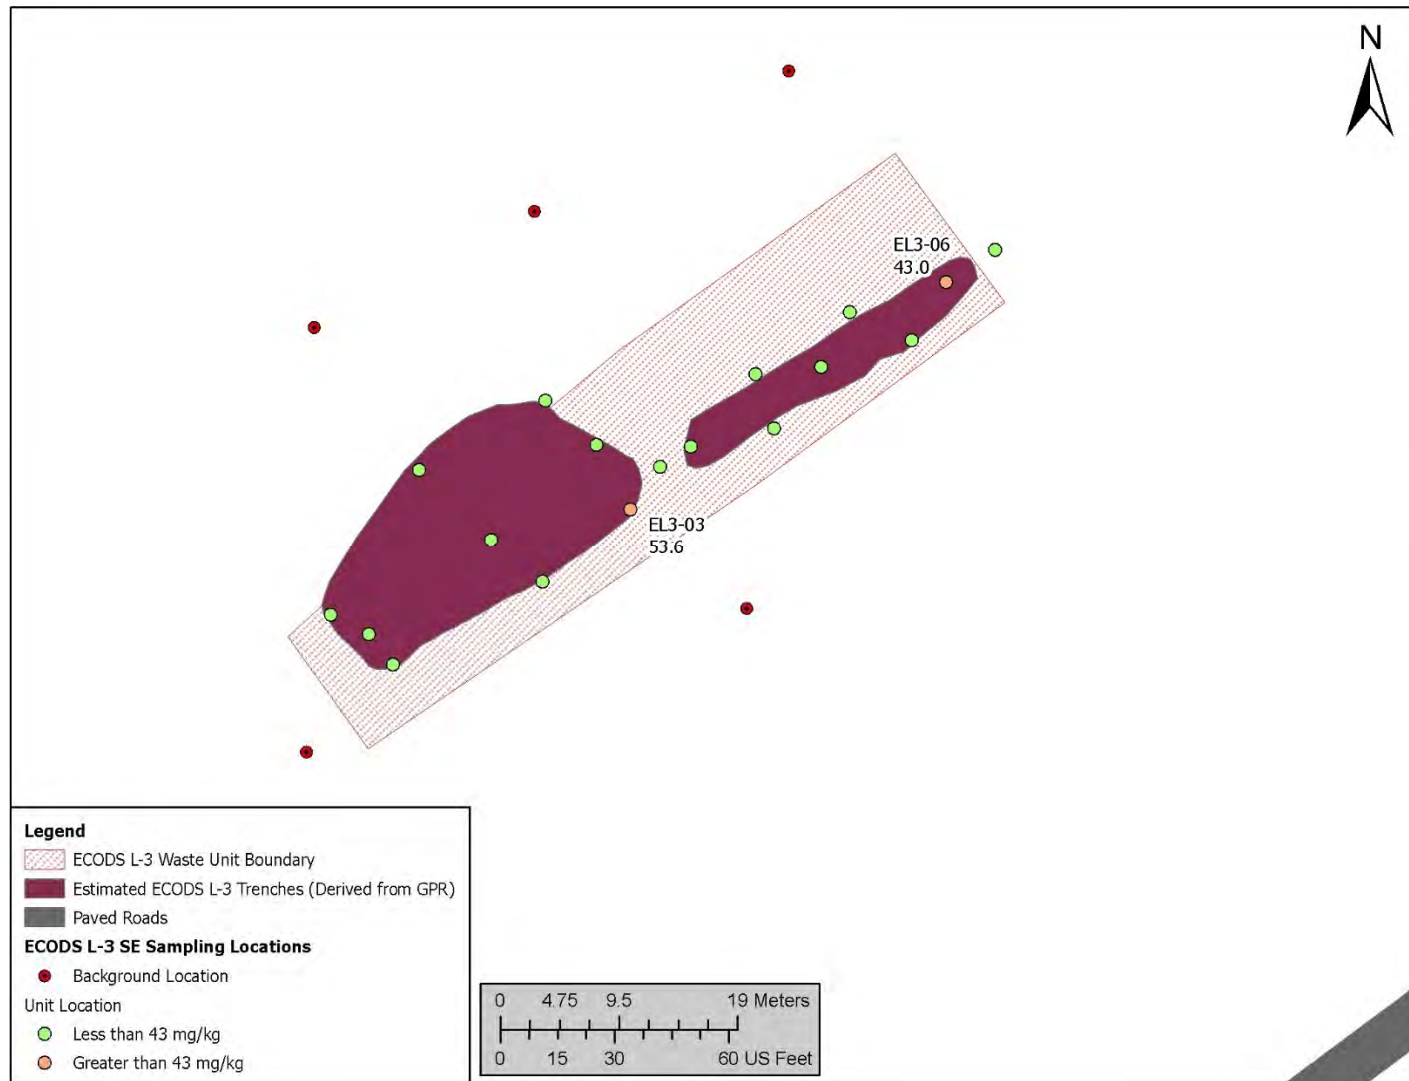 N
EL3-06
43.0
EL3-03
53.6
Legend
ECODS L-3 Waste Unit Boundary
Estimated ECODS L-3 Trenches (Derived from GPR)
Paved Roads
ECODS L-3 SE Sampling Locations
Background Location
Unit Location
Less than 43 mg/kg
Greater than 43 mg/kg
0 4.75 9.5 19 Meters
0 15 30 60 US Feet